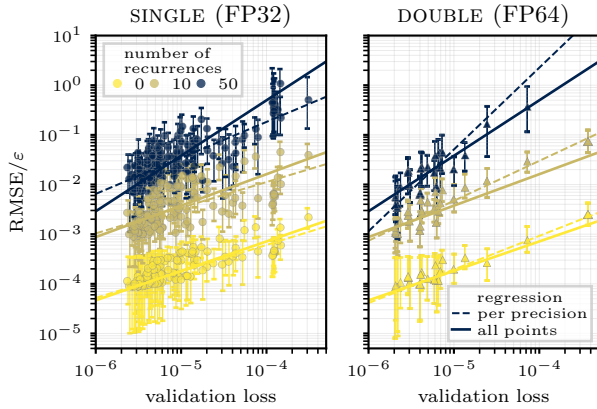 SINGLE (FP32)
DOUBLE (FP64)
number of
recurrences
0 10 50
RMSE/ε
10^1
10^0
10^-1
10^-2
10^-3
10^-4
10^-5
regression
per precision
all points
10^-6 10^-5 10^-4
10^-6 10^-5 10^-4
validation loss
validation loss